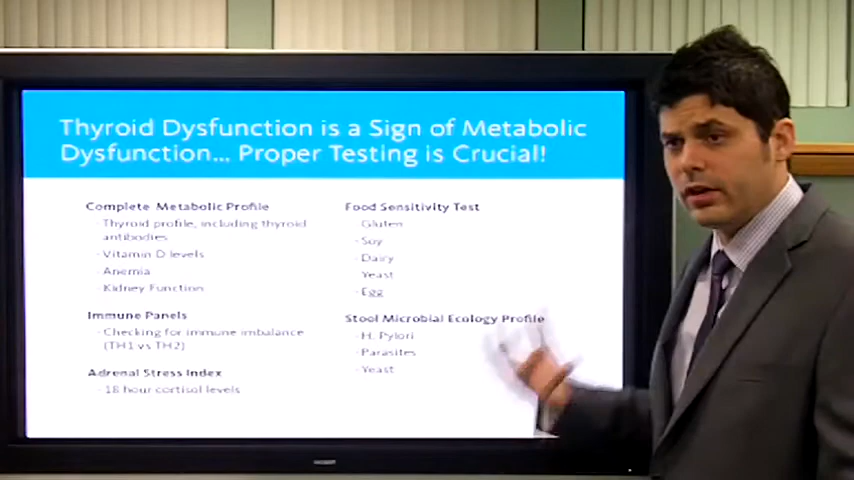 Thyroid Dysfunction is a Sign of Metabolic
Dysfunction... Proper Testing is Crucial!
Complete Metabolic Profile
- Thyroid profile, including thyroid
antibodies
- Vitamin D levels
- Anemia
- Kidney Function
Immune Panels
- Checking for immune imbalance
(TH1 vs TH2)
Adrenal Stress Index
- 18 hour cortisol levels
Food Sensitivity Test
- Gluten
- Soy
- Dairy
- Yeast
- Egg
Stool Microbial Ecology Profile
- H. Pylori
- Parasites
- Yeast